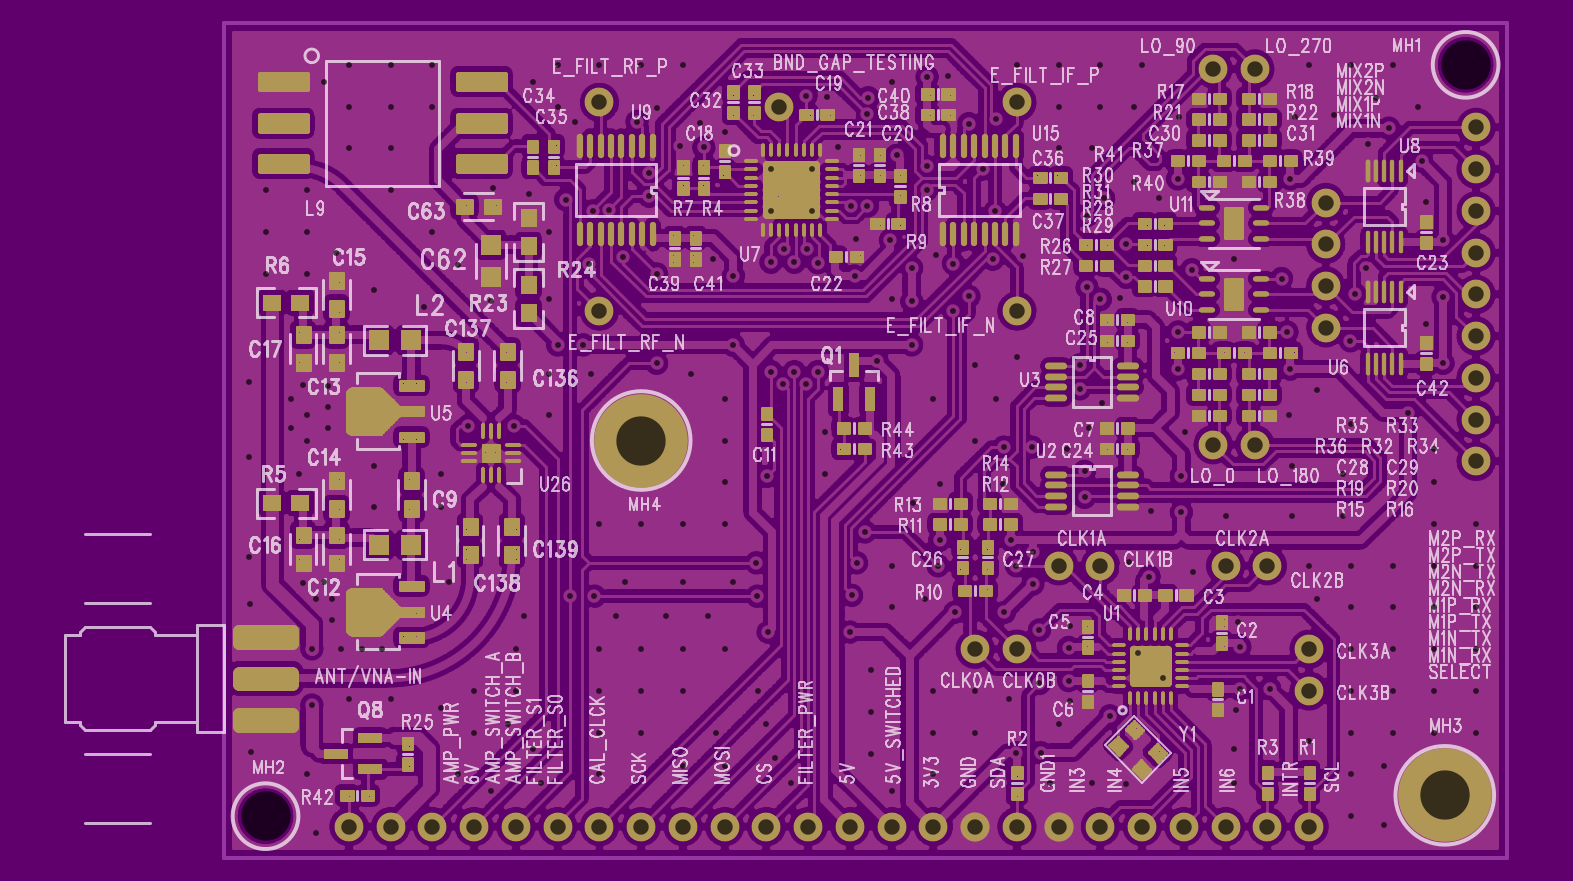 LO_90
LO_270
MH1
E_FILT_RF_P
BND_GAP_TESTING
E_FILT_IF_P
C33
C19
MIX2P
MIX2N
MIX1P
MIX1N
C34
C35
C32
C40
C38
R17
R18
R21
R22
U9
C18
C21
C20
U15
C30
C31
U8
C36
R41
R37
R39
R30
R31
R40
R28
R29
R38
C37
U11
L9
C63
R7
R4
R8
R9
U7
R26
R27
C23
C15
R6
C62
R24
C39
C41
C22
R23
L2
C137
U10
C8
C25
E_FILT_IF_N
E_FILT_RF_N
C17
Q1
C13
C136
U3
U6
C42
U5
R44
R43
C11
C7
U2
C24
R35
R33
R36
R32
R34
C14
R5
C9
U26
MH4
R14
R12
LO_0
LO_180
C28
C29
R19
R20
R15
R16
R13
R11
C16
C139
C138
L1
C12
C26
C27
CLK1A
CLK1B
CLK2A
CLK2B
M2P_RX
M2P_TX
M2N_TX
M2N_RX
M1P_RX
M1P_TX
M1N_TX
M1N_RX
SELECT
R10
C4
C3
U4
U1
C5
C2
CLK3A
CLK3B
ANT/VNA-IN
CLK0A
CLK0B
C6
C1
Q8
R25
Y1
MH3
R2
R3
R1
MH2
R42
AMP_PWR
6V
AMP_SWITCH_A
AMP_SWITCH_B
FILTER_S1
FILTER_S0
CAL_CLCK
SCK
MISO
MOSI
CS
FILTER_PWR
5V
5V_SWITCHED
3V3
GND
SDA
GND1
IN3
IN4
IN5
IN6
INTR
SCL